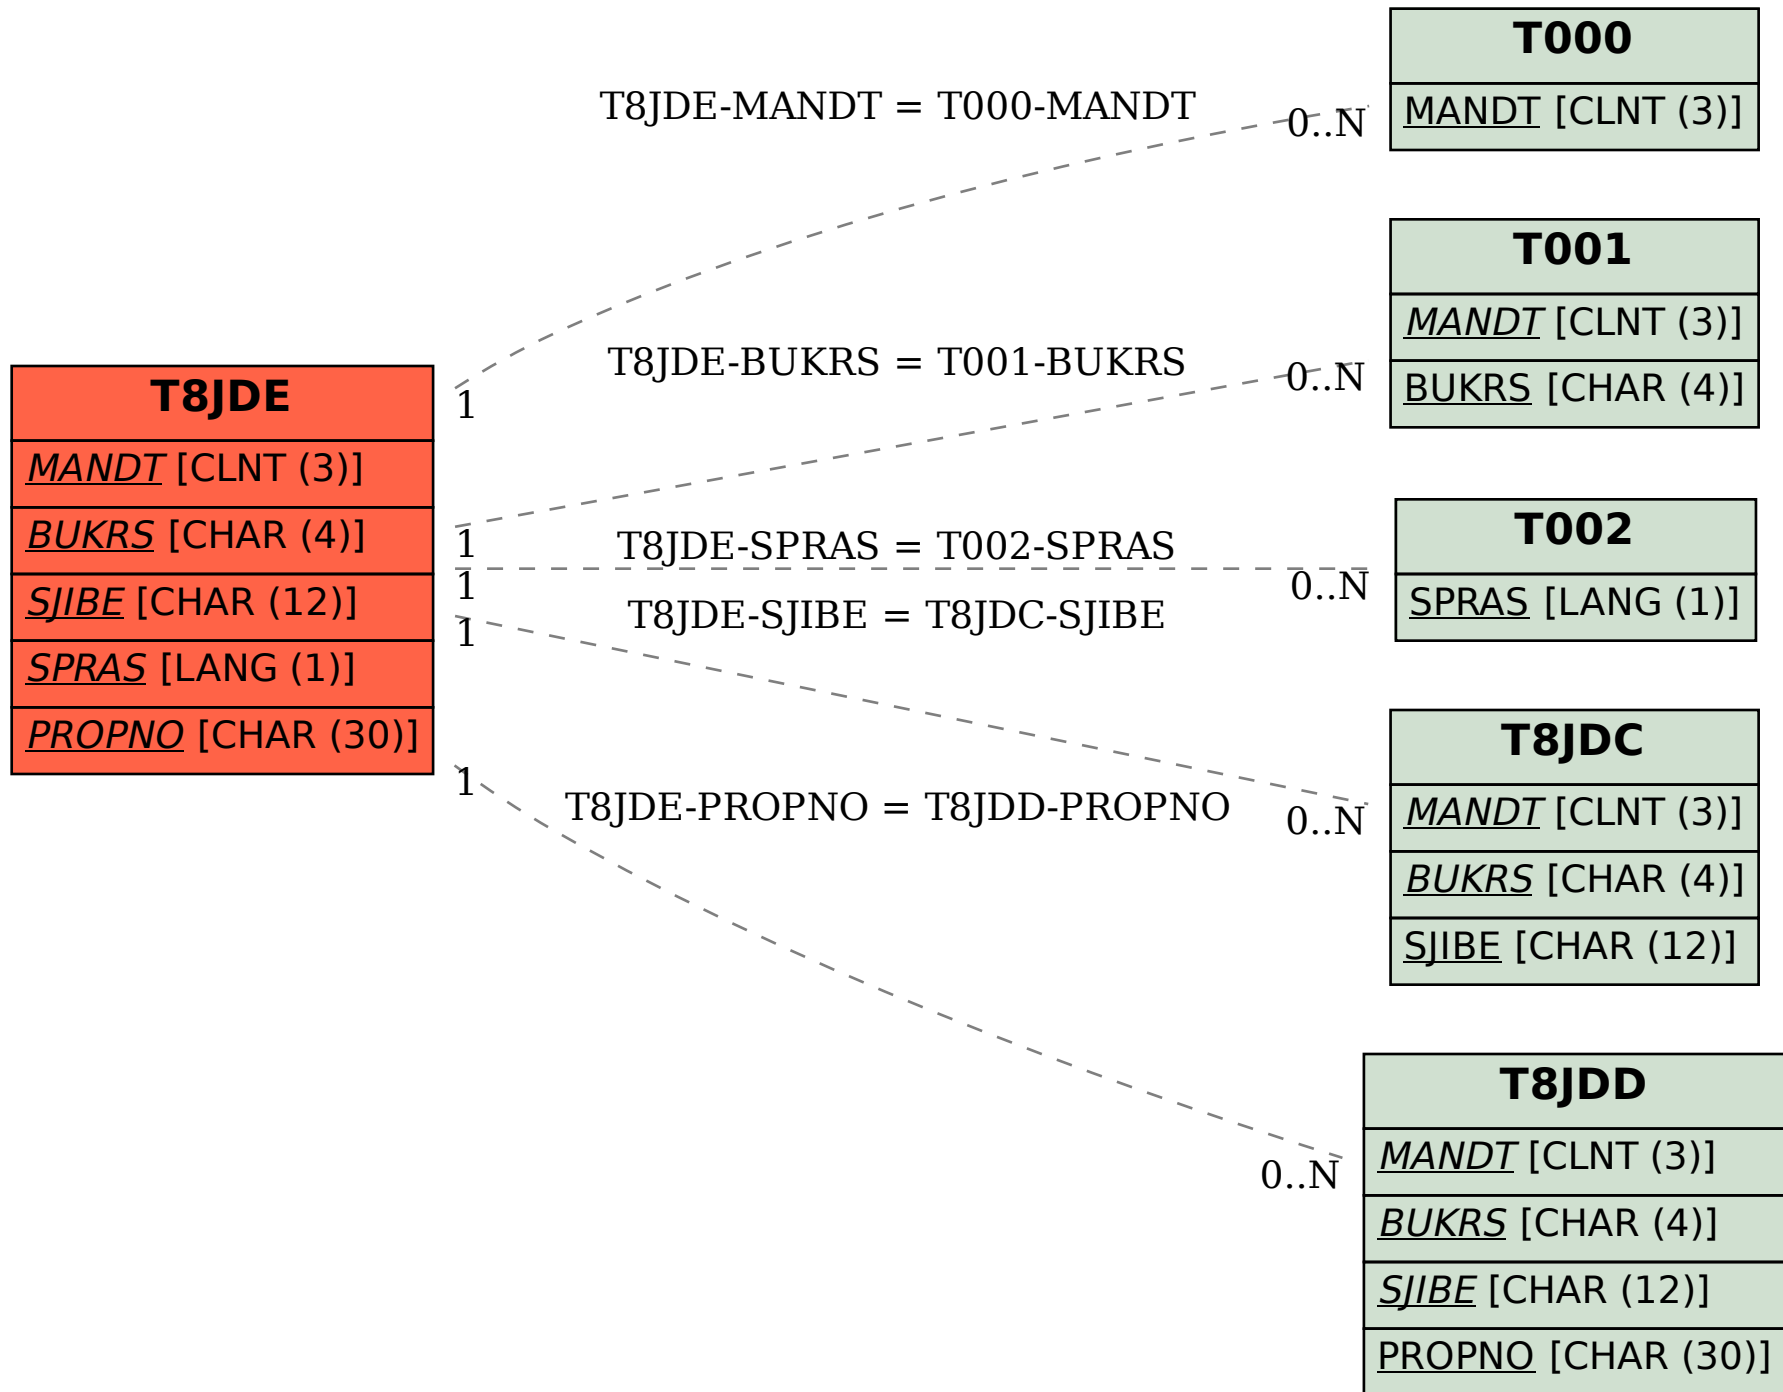 T8JDE
MANDT [CLNT (3)]
BUKRS [CHAR (4)]
SJIBE [CHAR (12)]
SPRAS [LANG (1)]
PROPNO [CHAR (30)]
T8JDE-MANDT = T000-MANDT
1
0..N
T8JDE-BUKRS = T001-BUKRS
1
0..N
T8JDE-SPRAS = T002-SPRAS
1
0..N
T8JDE-SJIBE = T8JDC-SJIBE
1
0..N
T8JDE-PROPNO = T8JDD-PROPNO
1
0..N
T000
MANDT [CLNT (3)]
T001
MANDT [CLNT (3)]
BUKRS [CHAR (4)]
T002
SPRAS [LANG (1)]
T8JDC
MANDT [CLNT (3)]
BUKRS [CHAR (4)]
SJIBE [CHAR (12)]
T8JDD
MANDT [CLNT (3)]
BUKRS [CHAR (4)]
SJIBE [CHAR (12)]
PROPNO [CHAR (30)]